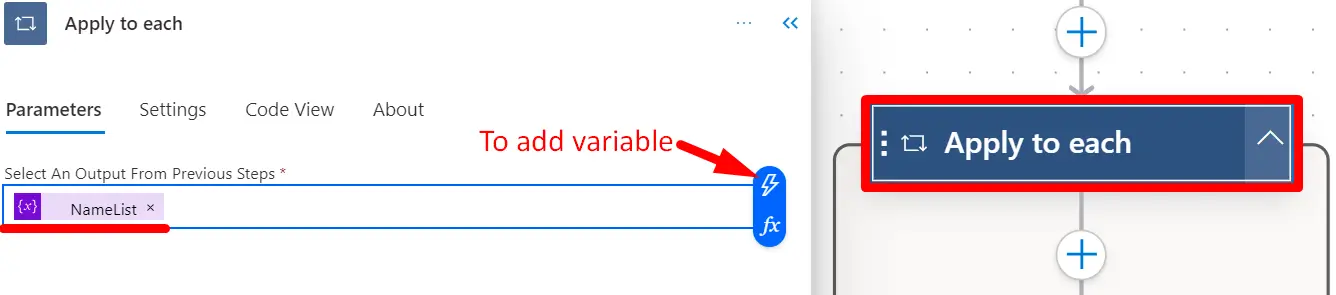 Apply to each
Parameters Settings Code View About
To add variable
Select An Output From Previous Steps *
{x} NameList ×
fx
Apply to each